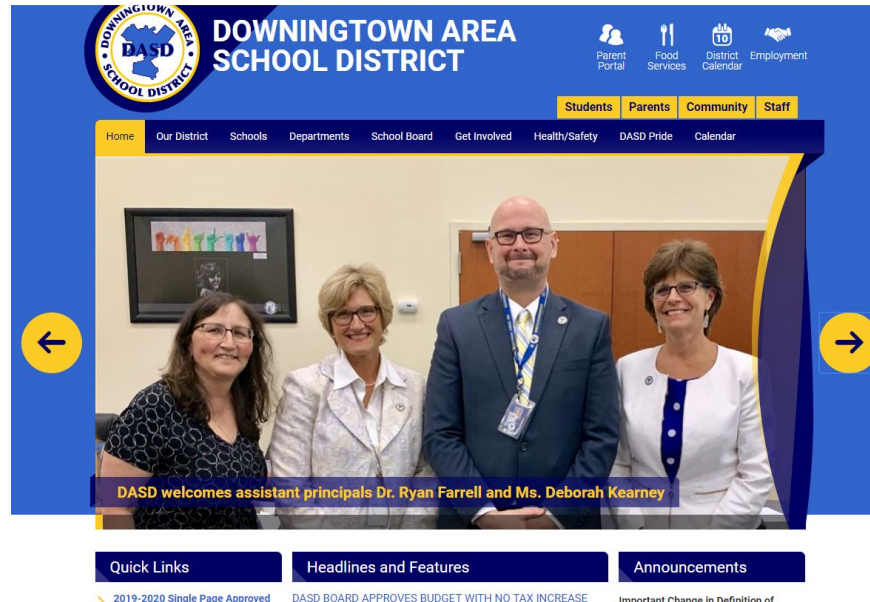 DOWNINGTOWN AREA
SCHOOL DISTRICT
DOWNINGTOWN AREA
DASD
SCHOOL DISTRICT
10
Parent
Portal
Food
Services
District
Calendar
Employment
Students Parents Community Staff
Home Our District Schools Departments School Board Get Involved Health/Safety DASD Pride Calendar
DASD welcomes assistant principals Dr. Ryan Farrell and Ms. Deborah Kearney
Quick Links Headlines and Features Announcements
2019-2020 Single Page Approved DASD BOARD APPROVES BUDGET WITH NO TAX INCREASE Important Change in Definition of